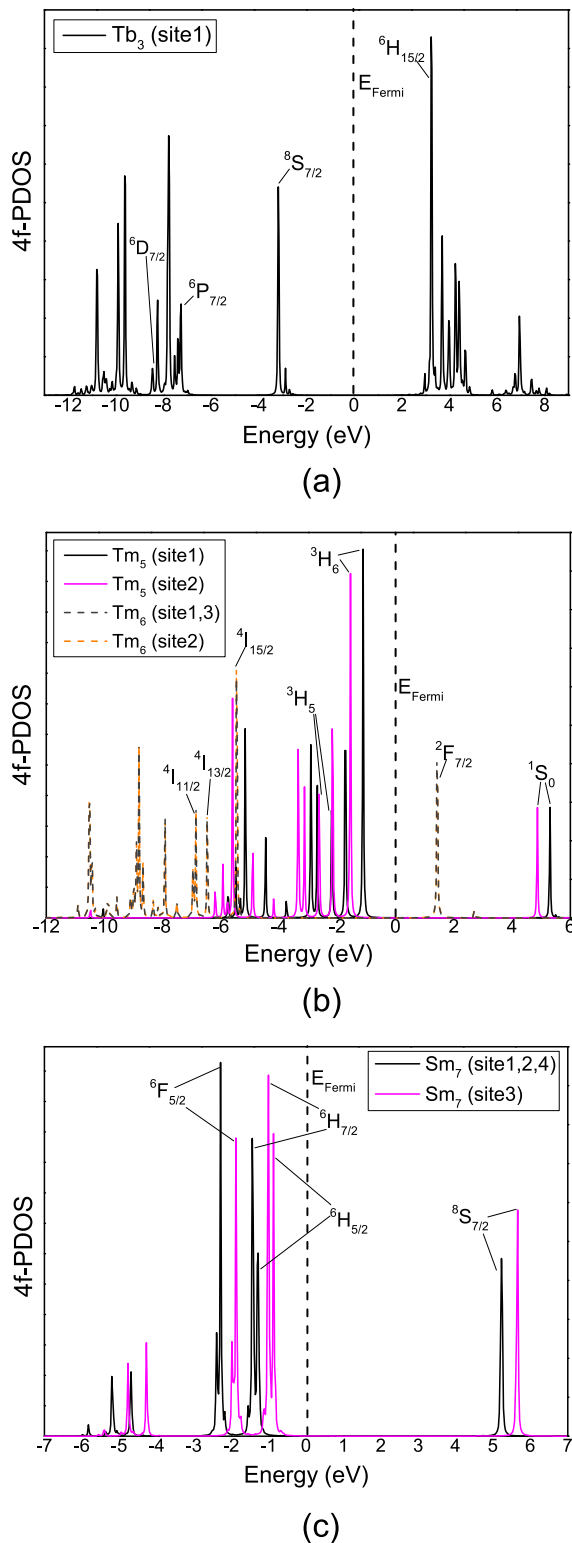 Tb3 (site1)
6H15/2
EFermi
8S7/2
6D7/2
6P7/2
4f-PDOS
-12 -10 -8 -6 -4 -2 0 2 4 6 8
Energy (eV)
(a)
Tm5 (site1)
Tm5 (site2)
Tm6 (site1,3)
Tm6 (site2)
3H6
4I15/2
EFermi
3H5
4I13/2
4I11/2
2F7/2
1S0
4f-PDOS
-12 -10 -8 -6 -4 -2 0 2 4 6
Energy (eV)
(b)
Sm7 (site1,2,4)
Sm7 (site3)
EFermi
6F5/2
6H7/2
6H5/2
8S7/2
4f-PDOS
-7 -6 -5 -4 -3 -2 -1 0 1 2 3 4 5 6 7
Energy (eV)
(c)